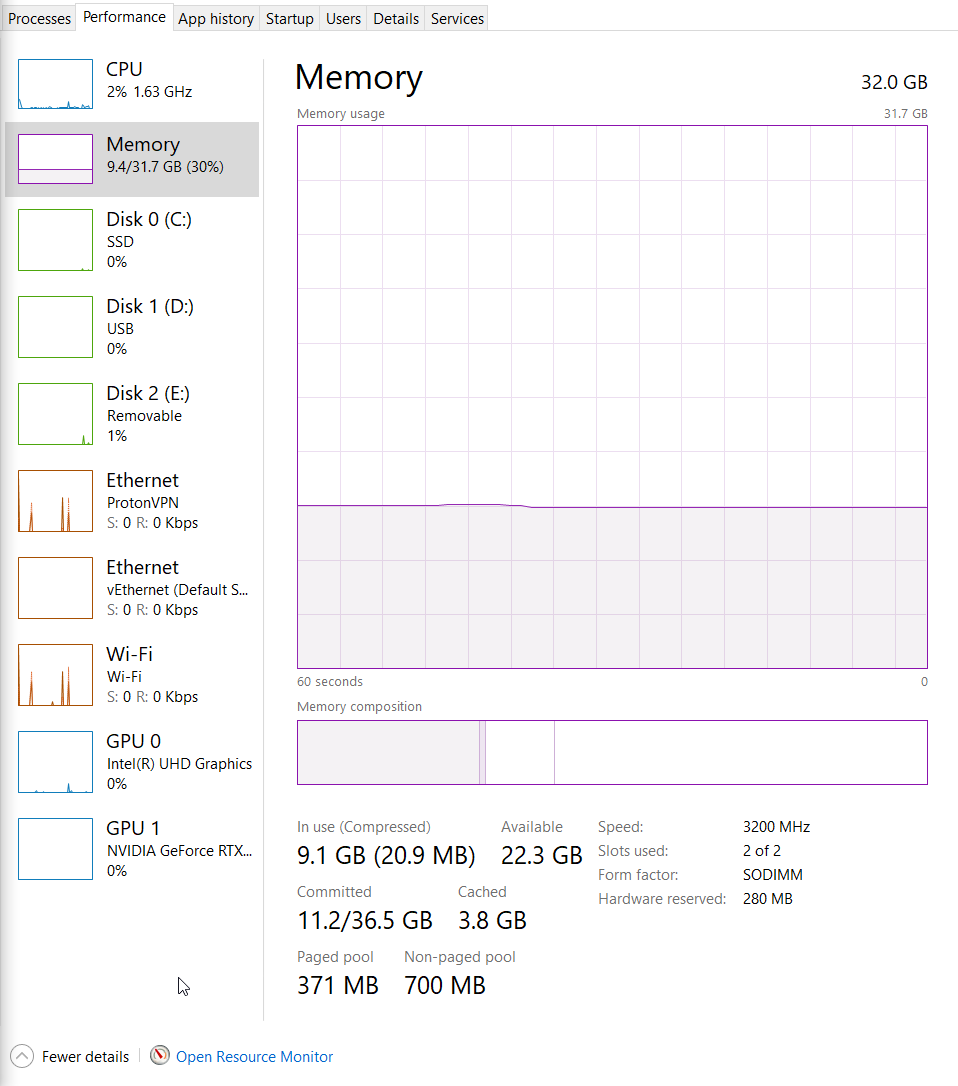 Processes Performance App history Startup Users Details Services
CPU
2% 1.63 GHz
Memory
9.4/31.7 GB (30%)
Disk 0 (C:)
SSD
0%
Disk 1 (D:)
USB
0%
Disk 2 (E:)
Removable
1%
Ethernet
ProtonVPN
S: 0 R: 0 Kbps
Ethernet
vEthernet (Default S...
S: 0 R: 0 Kbps
Wi-Fi
Wi-Fi
S: 0 R: 0 Kbps
GPU 0
Intel(R) UHD Graphics
0%
GPU 1
NVIDIA GeForce RTX...
0%
Memory 32.0 GB
Memory usage 31.7 GB
60 seconds 0
Memory composition
In use (Compressed) Available
9.1 GB (20.9 MB) 22.3 GB
Committed Cached
11.2/36.5 GB 3.8 GB
Paged pool Non-paged pool
371 MB 700 MB
Speed: 3200 MHz
Slots used: 2 of 2
Form factor: SODIMM
Hardware reserved: 280 MB
Fewer details Open Resource Monitor